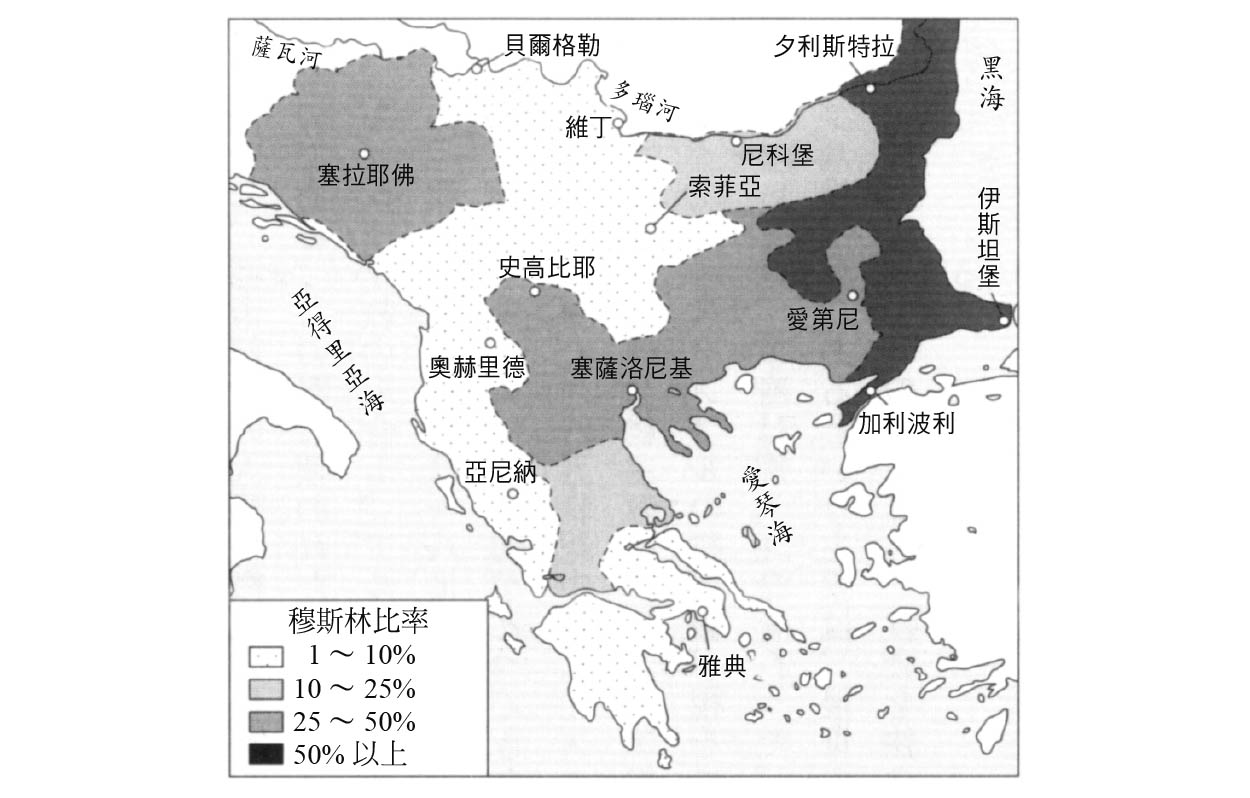 薩瓦河
貝爾格勒
夕利斯特拉
黑海
多瑙河
維丁
尼科堡
塞拉耶佛
索菲亞
伊斯坦堡
史高比耶
亞得里亞海
愛第尼
奧赫里德
塞薩洛尼基
加利波利
亞尼納
愛琴海
雅典
穆斯林比率
1～10%
10～25%
25～50%
50%以上